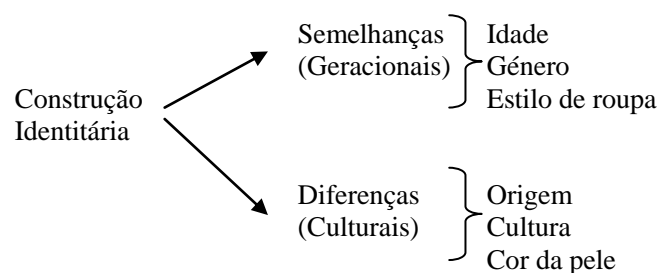 Construção
Identitária
Semelhanças
(Geracionais)
Idade
Género
Estilo de roupa
Diferenças
(Culturais)
Origem
Cultura
Cor da pele